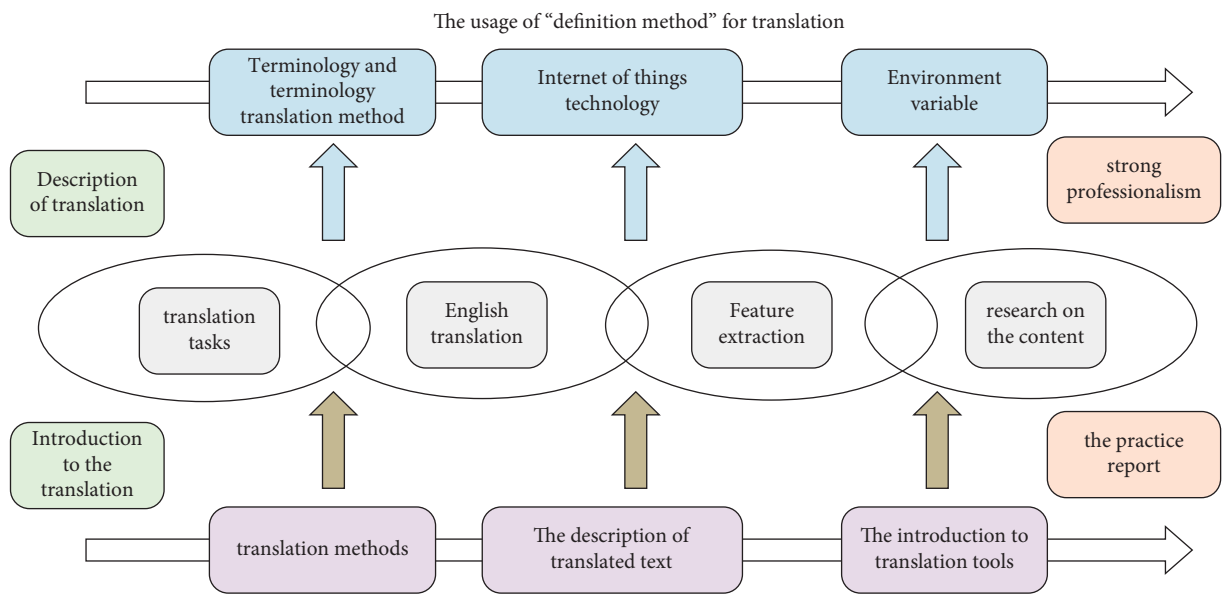 The usage of “definition method” for translation
Terminology and
terminology
translation method
Internet of things
technology
Environment
variable
Description
of translation
strong
professionalism
translation
tasks
English
translation
Feature
extraction
research on
the content
Introduction
to the
translation
the practice
report
translation methods
The description of
translated text
The introduction to
translation tools